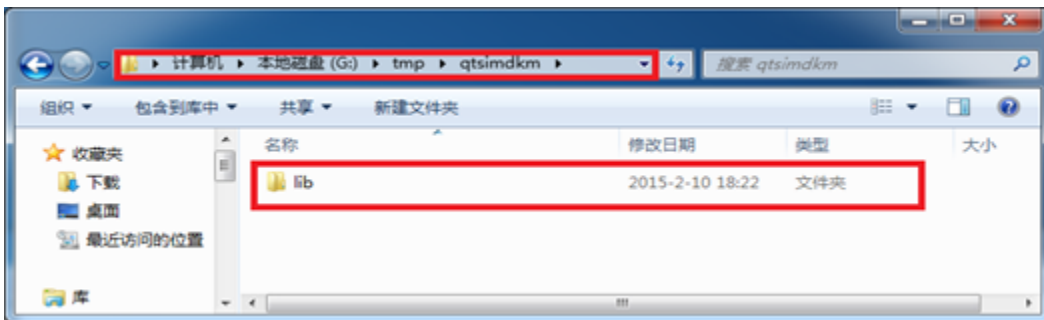 计算机 本地磁盘 (G:) tmp qtsimdkm 搜索 qtsimdkm
组织 包含到库中 共享 新建文件夹
收藏夹 名称 修改日期 类型 大小
下载 lib 2015-2-10 18:22 文件夹
桌面
最近访问的位置
库